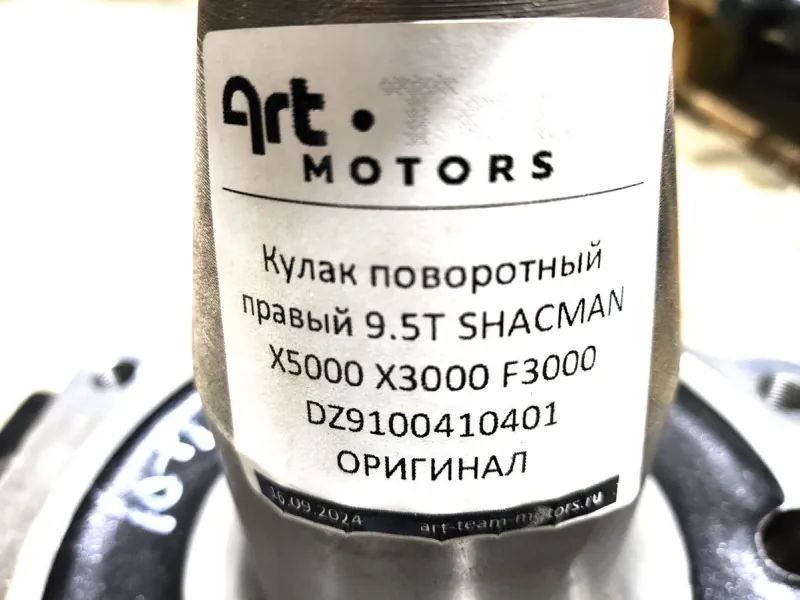 Art •
MOTORS
Кулак поворотный
правый 9.5Т SHACMAN
X5000 X3000 F3000
DZ9100410401
ОРИГИНАЛ
16.09.2024 art-team-motors.ru